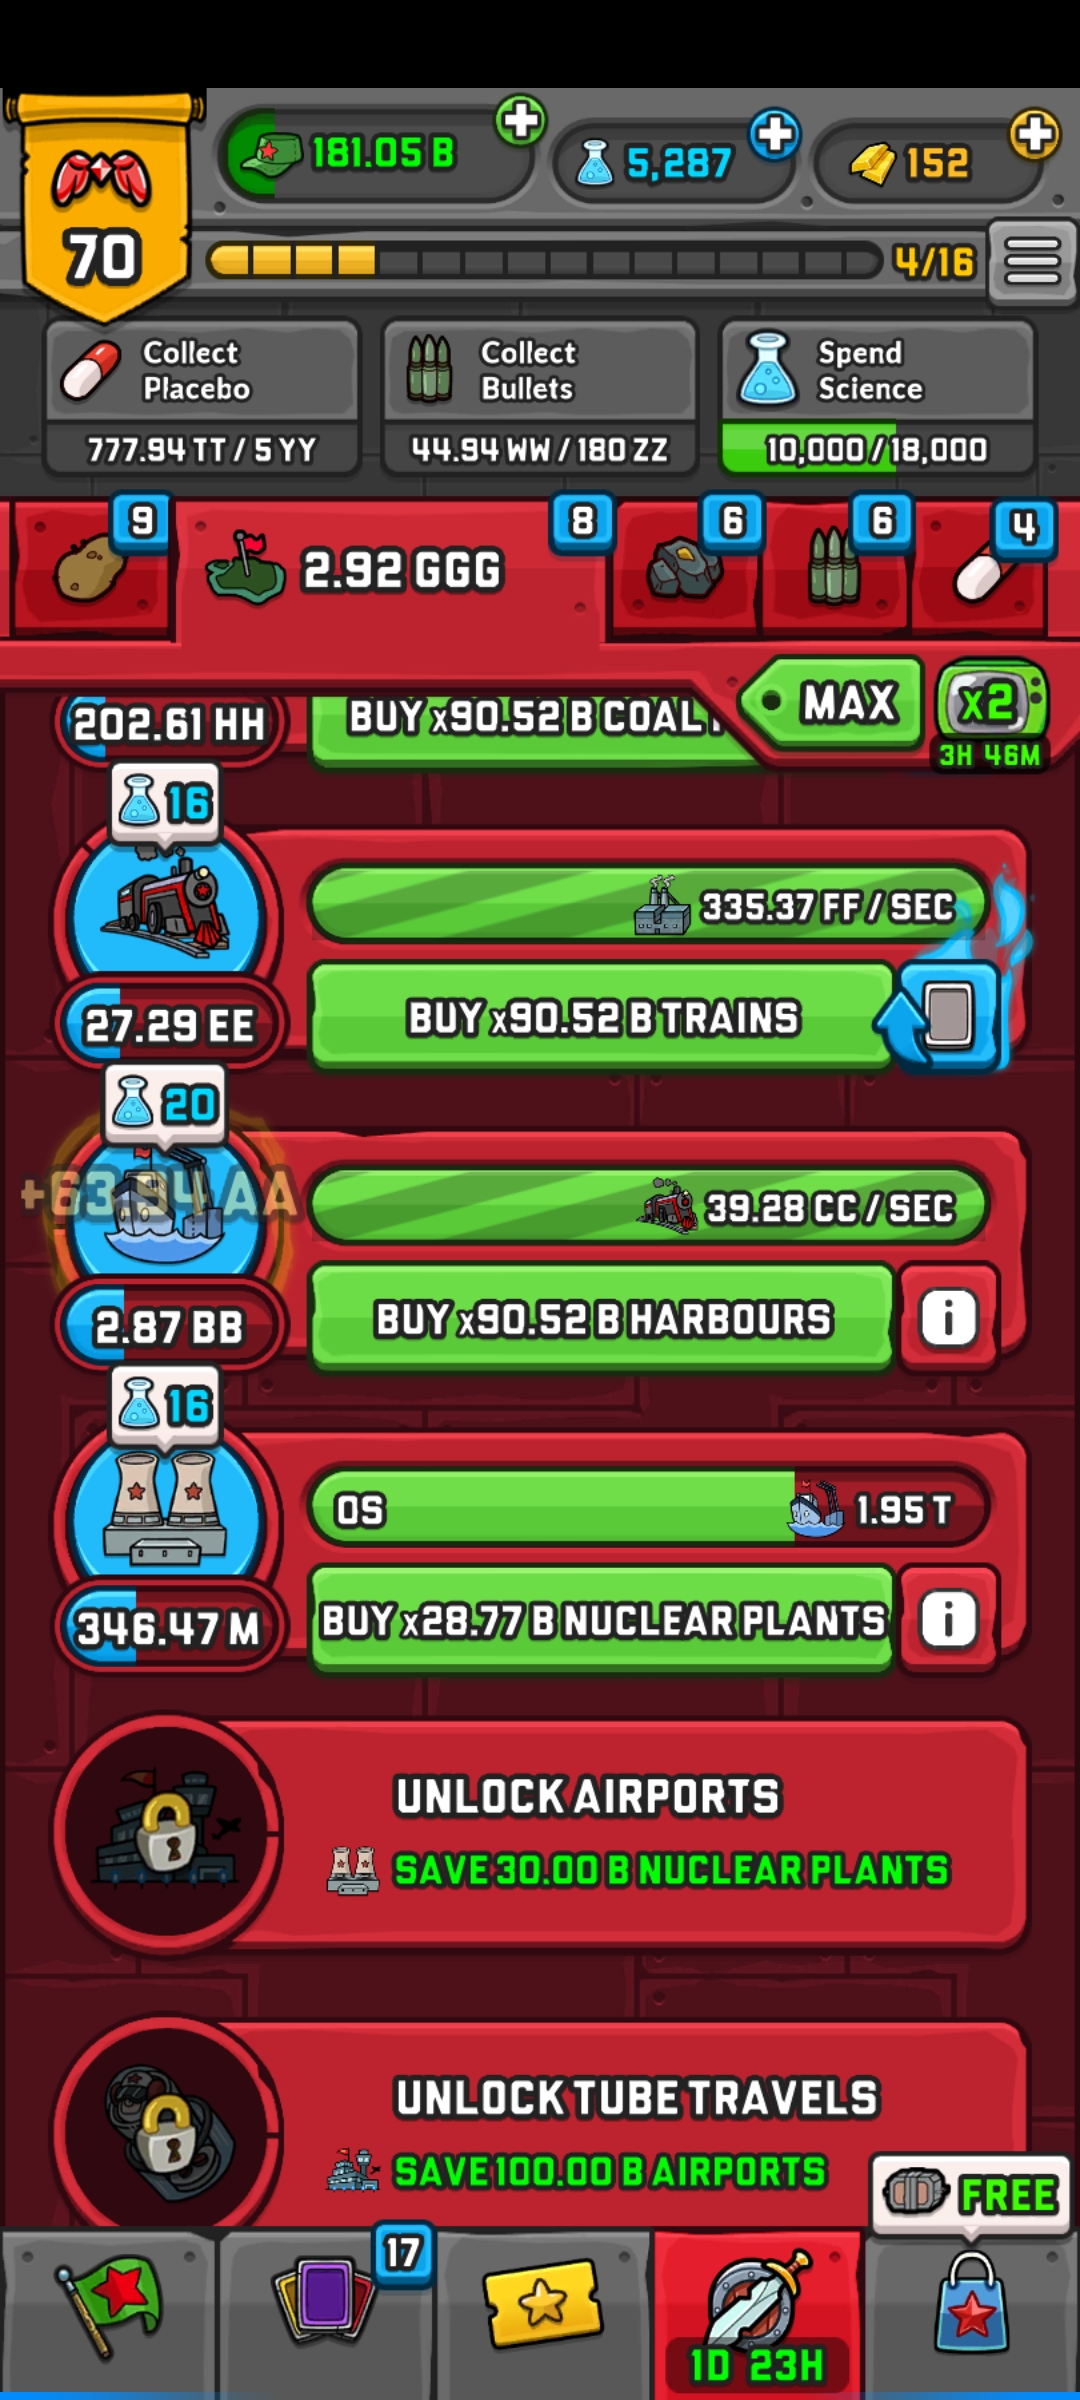 181.05 B
5,287
152
70
4/16
Collect
Placebo
777.94 TT / 5 YY
Collect
Bullets
44.94 WW / 180 ZZ
Spend
Science
10,000 / 18,000
9
2.92 GGG
8
6
6
4
MAX
x2
3H 46M
202.61 HH
BUY x90.52 B COAL
16
335.37 FF / SEC
27.29 EE
BUY x90.52 B TRAINS
20
+63.94 AA
39.28 CC / SEC
2.87 BB
BUY x90.52 B HARBOURS
i
16
0S
1.95 T
346.47 M
BUY x28.77 B NUCLEAR PLANTS
i
UNLOCK AIRPORTS
SAVE 30.00 B NUCLEAR PLANTS
UNLOCK TUBE TRAVELS
SAVE 100.00 B AIRPORTS
FREE
17
1D 23H